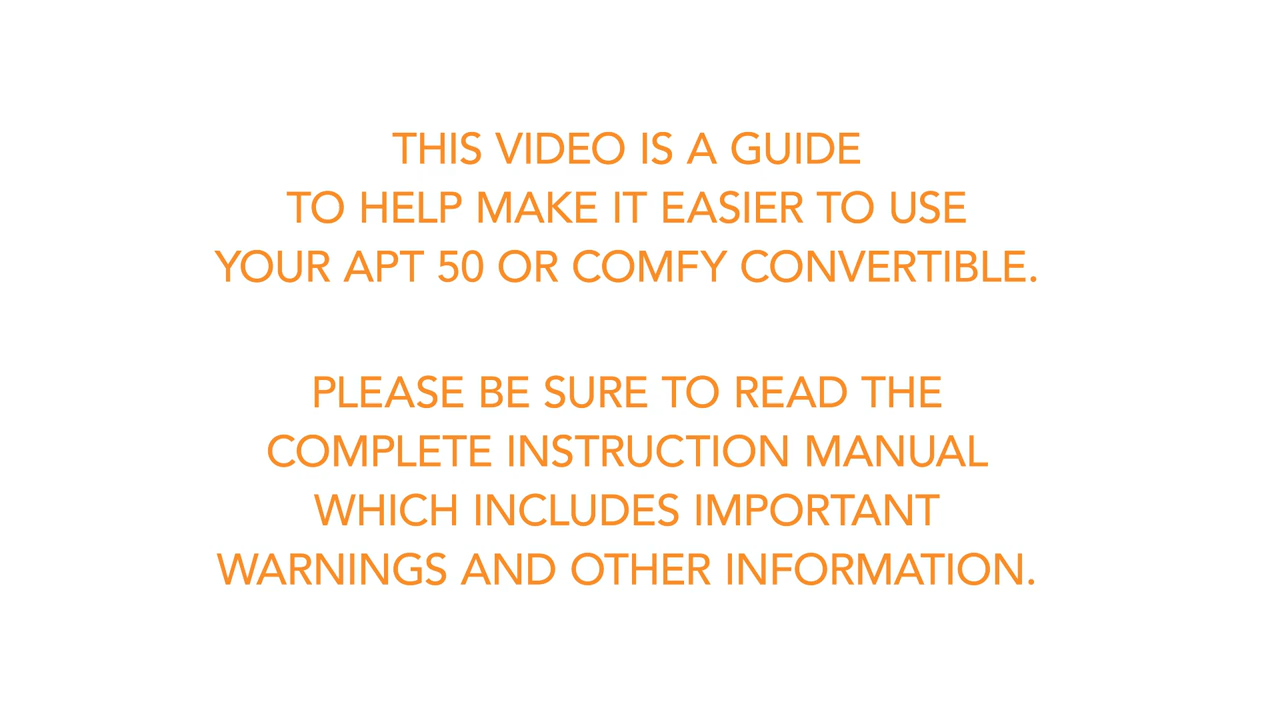 THIS VIDEO IS A GUIDE
TO HELP MAKE IT EASIER TO USE
YOUR APT 50 OR COMFY CONVERTIBLE.
PLEASE BE SURE TO READ THE
COMPLETE INSTRUCTION MANUAL
WHICH INCLUDES IMPORTANT
WARNINGS AND OTHER INFORMATION.